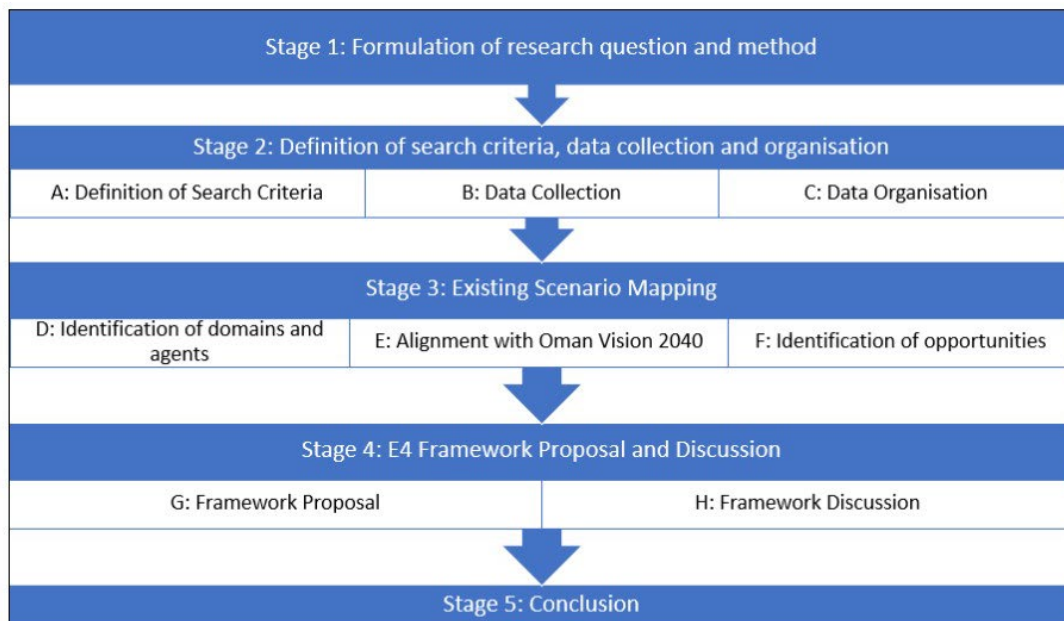 Stage 1: Formulation of research question and method
Stage 2: Definition of search criteria, data collection and organisation
A: Definition of Search Criteria
B: Data Collection
C: Data Organisation
Stage 3: Existing Scenario Mapping
D: Identification of domains and
agents
E: Alignment with Oman Vision 2040
F: Identification of opportunities
Stage 4: E4 Framework Proposal and Discussion
G: Framework Proposal
H: Framework Discussion
Stage 5: Conclusion